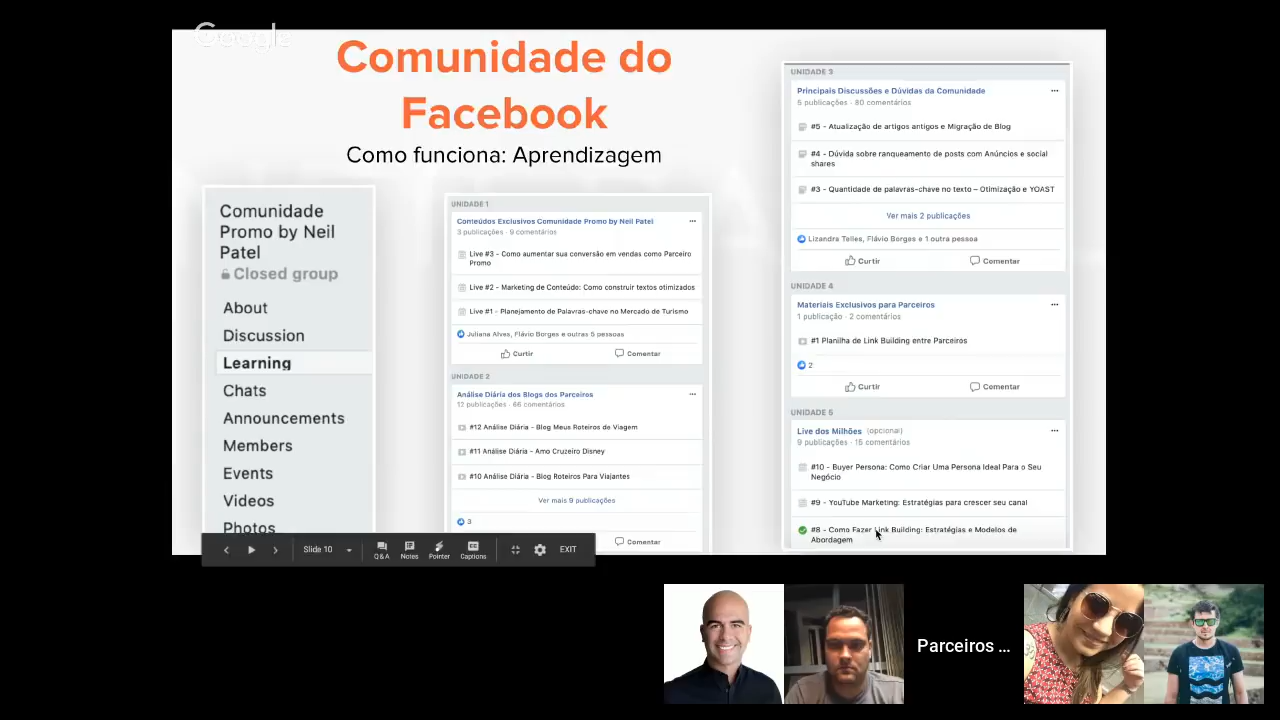 Google
Comunidade do
Facebook
Como funciona: Aprendizagem
Comunidade
Promo by Neil
Patel
Closed group
About
Discussion
Learning
Chats
Announcements
Members
Events
Videos
Photos
UNIDADE 1
Conteúdos Exclusivos Comunidade Promo by Neil Patel
3 publicações · 9 comentários
Live #3 - Como aumentar sua conversão em vendas como Parceiro
Promo
Live #2 - Marketing de Conteúdo: Como construir textos otimizados
Live #1 - Planejamento de Palavras-chave no Mercado de Turismo
Juliana Alves, Flávio Borges e outras 5 pessoas
Curtir Comentar
UNIDADE 2
Análise Diária dos Blogs dos Parceiros
12 publicações · 66 comentários
#12 Análise Diária - Blog Meus Roteiros de Viagem
#11 Análise Diária - Amo Cruzeiro Disney
#10 Análise Diária - Blog Roteiros Para Viajantes
Ver mais 9 publicações
3
Comentar
UNIDADE 3
Principais Discussões e Dúvidas da Comunidade
5 publicações · 80 comentários
#5 - Atualização de artigos antigos e Migração de Blog
#4 - Dúvida sobre ranqueamento de posts com Anúncios e social
shares
#3 - Quantidade de palavras-chave no texto – Otimização e YOAST
Ver mais 2 publicações
Lizandra Telles, Flávio Borges e 1 outra pessoa
Curtir Comentar
UNIDADE 4
Materiais Exclusivos para Parceiros
1 publicação · 2 comentários
#1 Planilha de Link Building entre Parceiros
2
Curtir Comentar
UNIDADE 5
Live dos Milhões (opcional)
9 publicações · 15 comentários
#10 - Buyer Persona: Como Criar Uma Persona Ideal Para o Seu
Negócio
#9 - YouTube Marketing: Estratégias para crescer seu canal
#8 - Como Fazer Link Building: Estratégias e Modelos de
Abordagem
Slide 10 Q&A Notes Pointer Captions EXIT
Parceiros ...